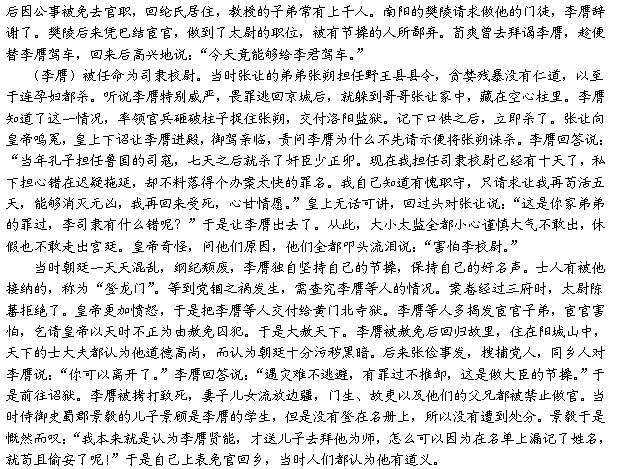 后因公事被免去官职，回纶氏居住，教授的子弟常有上千人。南阳的樊陵请求做他的门徒，李膺辞
谢了。樊陵后来凭巴结宦官，做到了太尉的职位，被有节操的人所鄙弃。荀爽曾去拜谒李膺，趁便
替李膺驾车，回来后高兴地说：“今天竟能够给李君驾车。”
（李膺）被任命为司隶校尉。当时张让的弟弟张朔担任野王县县令，贪婪残暴没有仁道，以至
于连孕妇都杀。听说李膺特别威严，畏罪逃回京城后，就躲到哥哥张让家中，藏在空心柱里。李膺
知道了这一情况，率领官兵砸破柱子捉住张朔，交付洛阳监狱。记下口供之后，立即杀了。张让向
皇帝鸣冤，皇上下诏让李膺进殿，御驾亲临，责问李膺为什么不先请示便将张朔诛杀。李膺回答说：
“当年孔子担任鲁国的司寇，七天之后就杀了奸臣少正卯。现在我担任司隶校尉已经有十天了，私
下担心错在迟疑拖延，却不料落得个办案太快的罪名。我自己知道有愧职守，只请求让我再苟活五
天，能够消灭元凶，我再回来受死，心甘情愿。”皇上无话可讲，回过头对张让说：“这是你家弟弟
的罪过，李司隶有什么错呢？”于是让李膺出去了。从此，大小太监全都小心谨慎大气不敢出，休
假也不敢走出宫廷。皇帝奇怪，问他们原因，他们全都叩头流泪说：“害怕李校尉。”
当时朝廷一天天混乱，纲纪颓废，李膺独自坚持自己的节操，保持自己的好名声。士人有被他
接纳的，称为“登龙门”。等到党锢之祸发生，需查究李膺等人的情况。案卷经过三府时，太尉陈
蕃拒绝了。皇帝更加愤怒，于是把李膺等人交付给黄门北寺狱。李膺等人多揭发宦官子弟，宦官害
怕，乞请皇帝以天时不正为由赦免囚犯。于是大赦天下。李膺被赦免后回归故里，住在阳城山中，
天下的士大夫都认为他道德高尚，而认为朝廷十分污秽黑暗。后来张俭事发，搜捕党人，同乡人对
李膺说：“你可以离开了。”李膺回答说：“遇灾难不逃避，有罪过不推卸，这是做大臣的节操。”于
是前往诏狱。李膺被拷打致死，妻子儿女流放边疆，门生、故吏以及他们的父兄都被禁止做官。当
时侍御史蜀郡景毅的儿子景顾是李膺的学生，但是没有登在名册上，所以没有遭到处分。景毅于是
慨然而叹：“我本来就是认为李膺贤能，才送儿子去拜他为师，怎么可以因为在名单上漏记了姓名，
就苟且偷安了呢！”于是自己上表免官回乡，当时人们都认为他有道义。